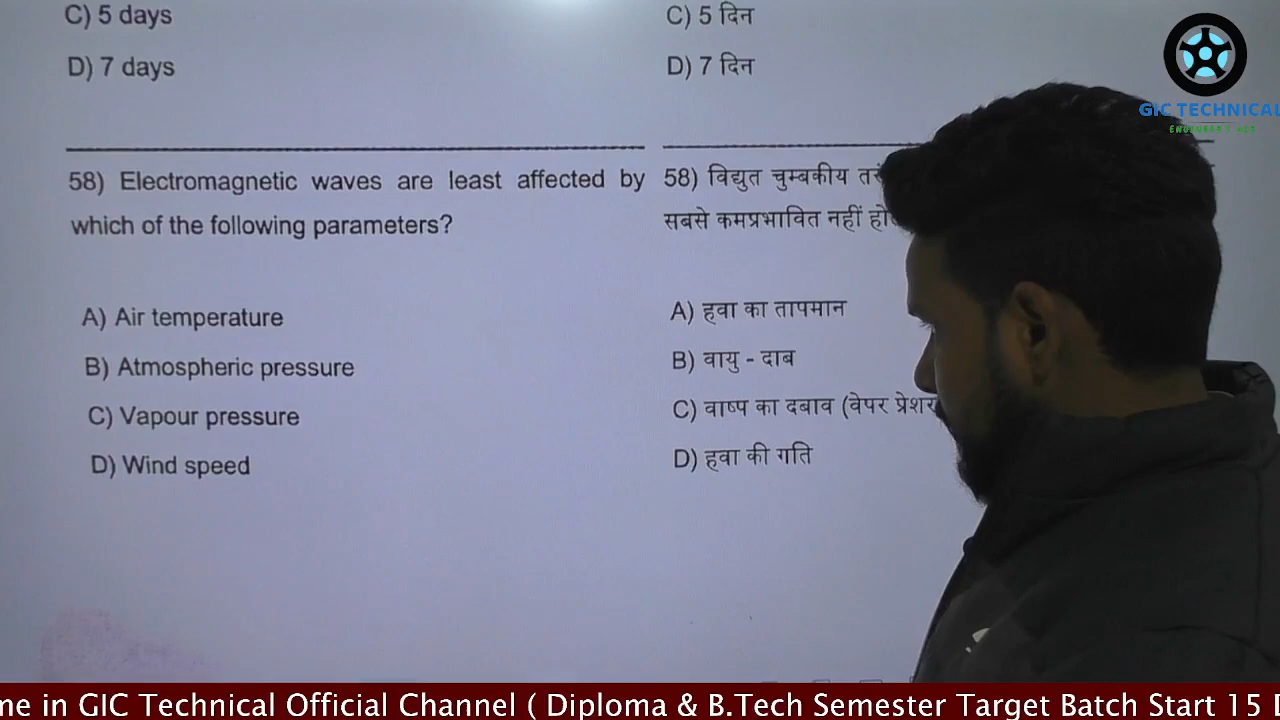 C) 5 days
C) 5 दिन
D) 7 days
D) 7 दिन
GIC TECHNICAL
58) Electromagnetic waves are least affected by
which of the following parameters?
58) विद्युत चुम्बकीय
सबसे कमप्रभावित नहीं
A) Air temperature
B) Atmospheric pressure
C) Vapour pressure
D) Wind speed
A) हवा का तापमान
B) वायु - दाब
C) वाष्प का दबाव (वेपर प्रेशर
D) हवा की गति
me in GIC Technical Official Channel ( Diploma & B.Tech Semester Target Batch Start 15